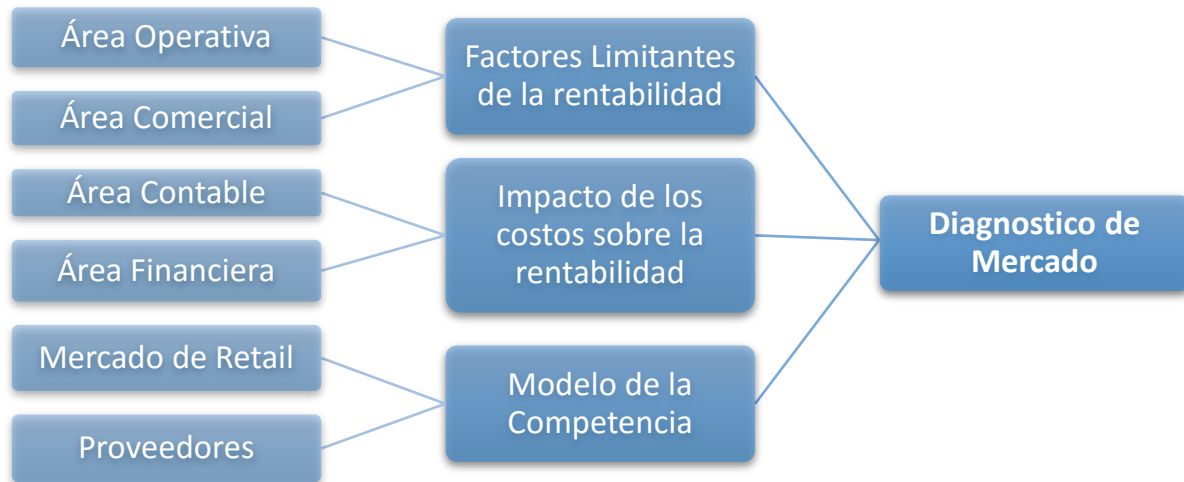 Área Operativa
Área Comercial
Área Contable
Área Financiera
Mercado de Retail
Proveedores
Factores Limitantes
de la rentabilidad
Impacto de los
costos sobre la
rentabilidad
Modelo de la
Competencia
Diagnostico de
Mercado